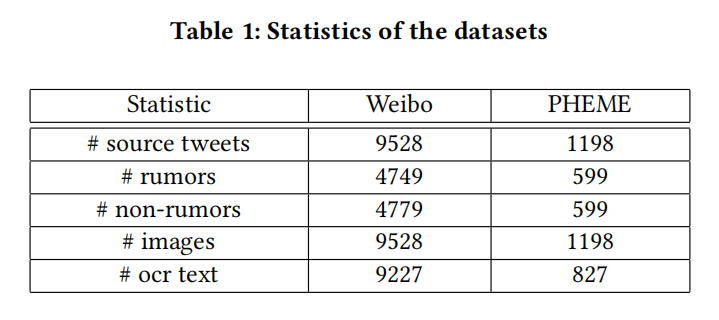 Table 1: Statistics of the datasets
Statistic Weibo PHEME
# source tweets 9528 1198
# rumors 4749 599
# non-rumors 4779 599
# images 9528 1198
# ocr text 9227 827